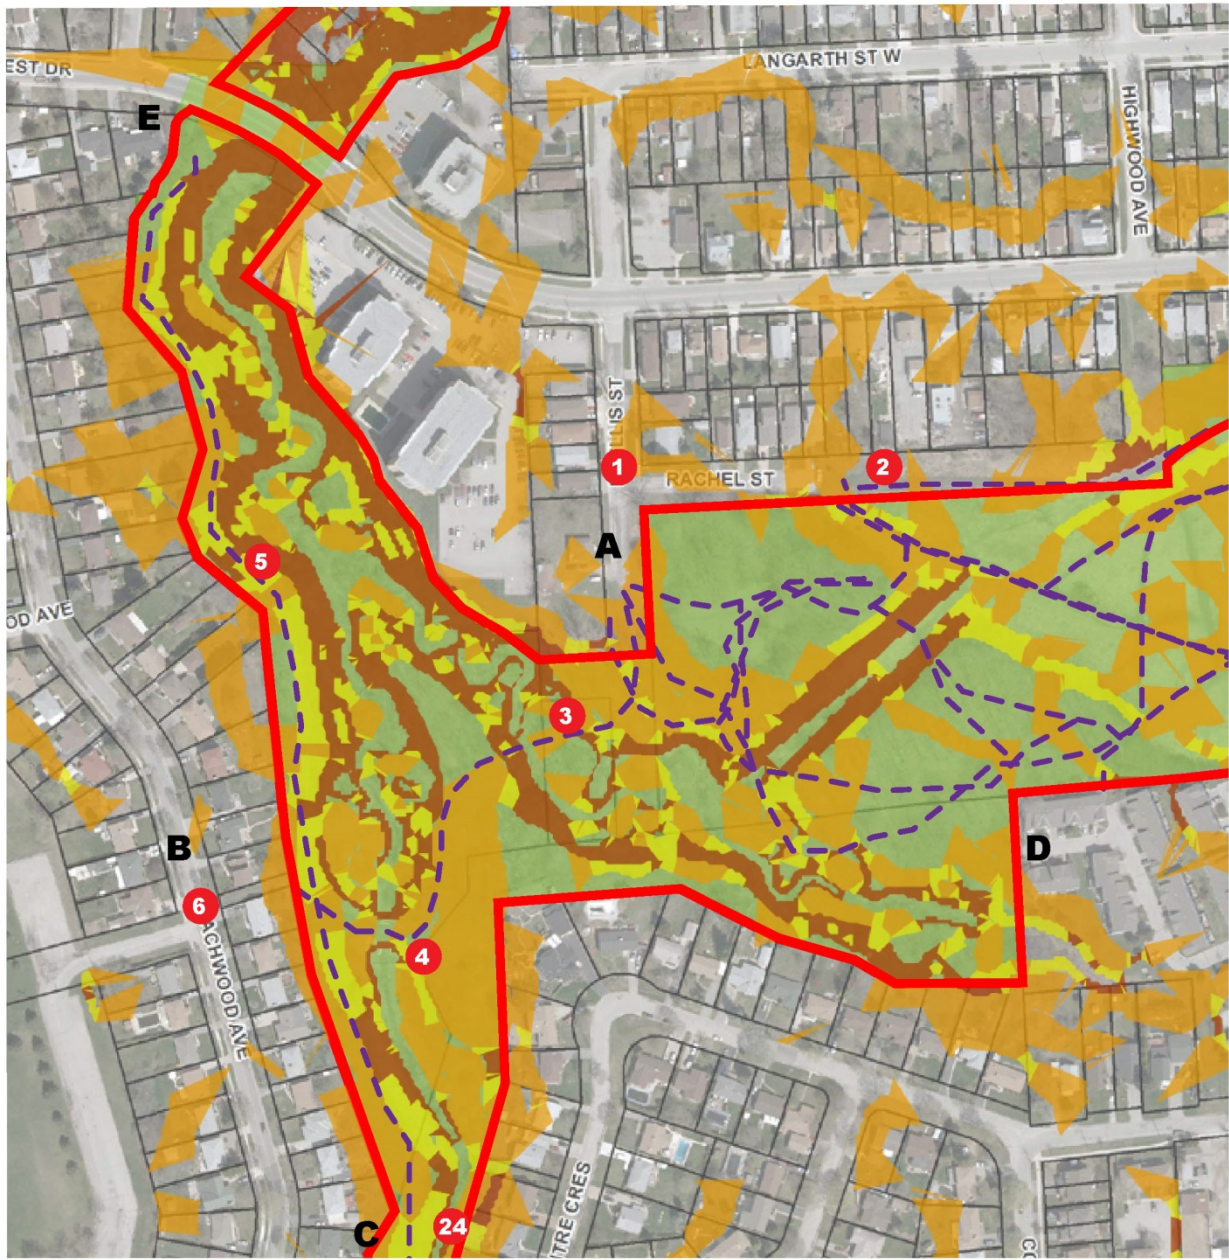 LANGARTH ST W
EST DR
HIGHWOOD AVE
E
LLIS ST
1
2
RACHEL ST
A
5
OD AVE
3
B
D
6
ACHWOOD AVE
4
TRE CRES
C
24